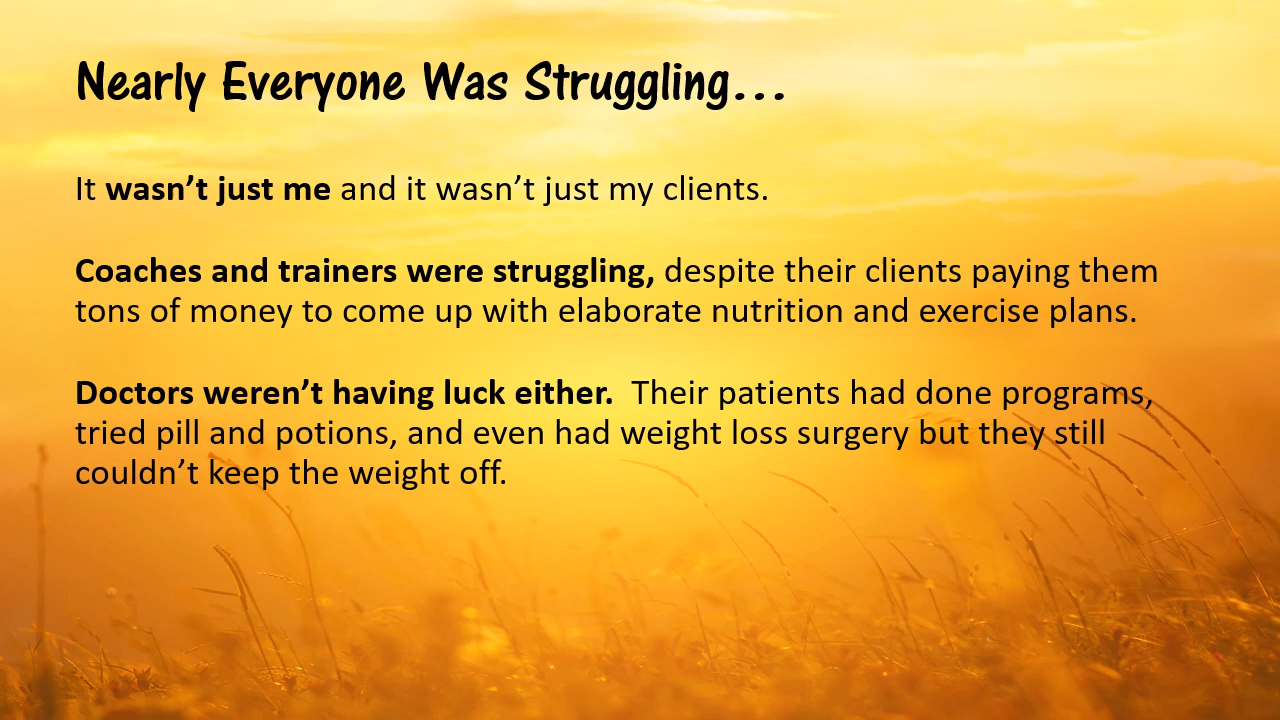 Nearly Everyone Was Struggling...
It wasn’t just me and it wasn’t just my clients.
Coaches and trainers were struggling, despite their clients paying them
tons of money to come up with elaborate nutrition and exercise plans.
Doctors weren’t having luck either.  Their patients had done programs,
tried pill and potions, and even had weight loss surgery but they still
couldn’t keep the weight off.